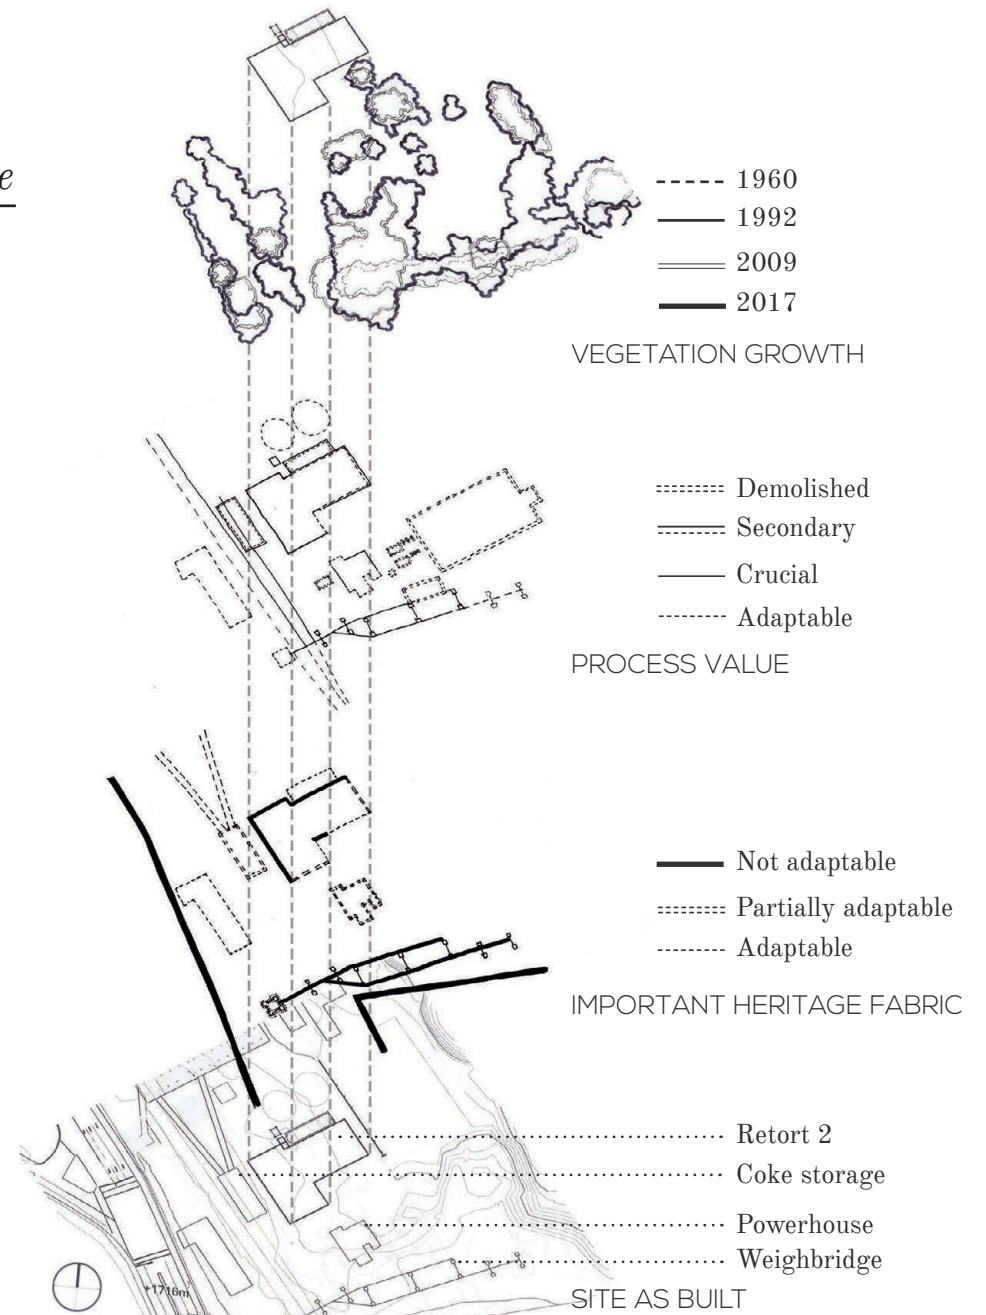 e
1960
1992
2009
2017
VEGETATION GROWTH
Demolished
Secondary
Crucial
Adaptable
PROCESS VALUE
Not adaptable
Partially adaptable
Adaptable
IMPORTANT HERITAGE FABRIC
Retort 2
Coke storage
Powerhouse
Weighbridge
+1716m
SITE AS BUILT